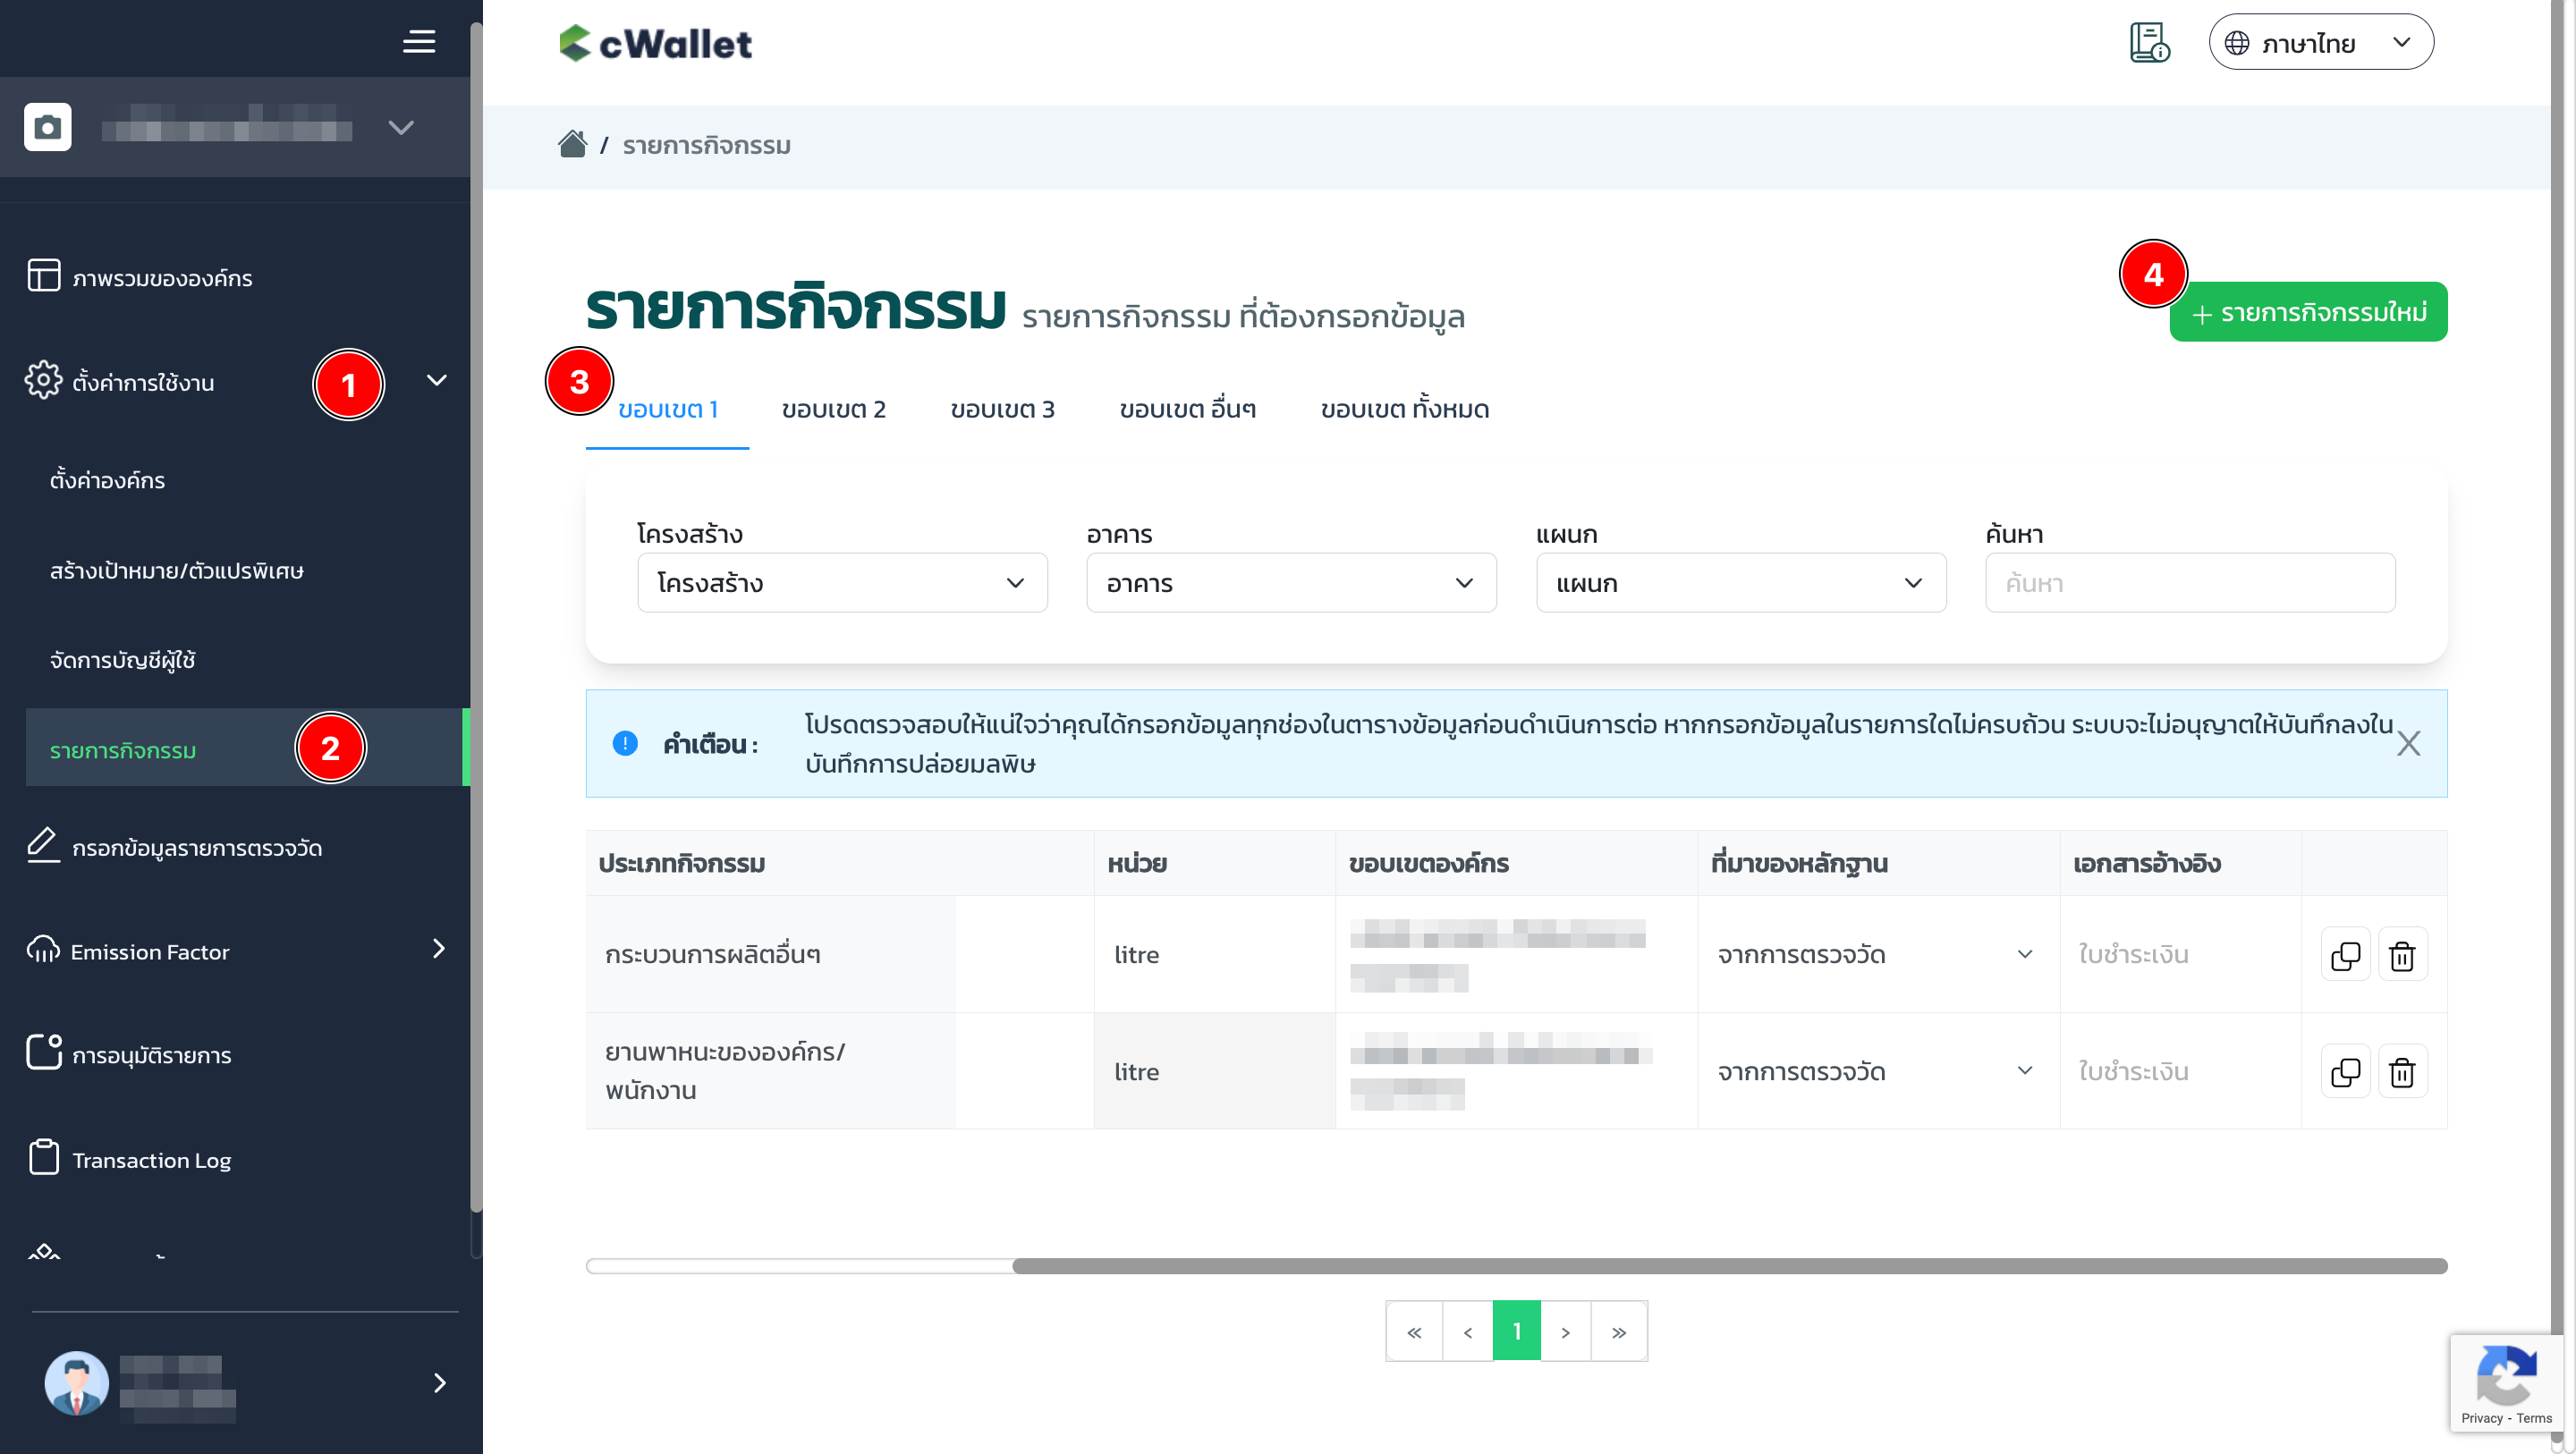 cWallet
ภาษาไทย
/ รายการกิจกรรม
ภาพรวมขององค์กร
ตั้งค่าการใช้งาน
1
ตั้งค่าองค์กร
สร้างเป้าหมาย/ตัวแปรพิเศษ
จัดการบัญชีผู้ใช้
รายการกิจกรรม
2
กรอกข้อมูลรายการตรวจวัด
Emission Factor
การอนุมัติรายการ
Transaction Log
รายการกิจกรรม รายการกิจกรรม ที่ต้องกรอกข้อมูล
4
+ รายการกิจกรรมใหม่
3
ขอบเขต 1 ขอบเขต 2 ขอบเขต 3 ขอบเขต อื่นๆ ขอบเขต ทั้งหมด
โครงสร้าง อาคาร แผนก ค้นหา
โครงสร้าง อาคาร แผนก ค้นหา
คำเตือน :
โปรดตรวจสอบให้แน่ใจว่าคุณได้กรอกข้อมูลทุกช่องในตารางข้อมูลก่อนดำเนินการต่อ หากกรอกข้อมูลในรายการใดไม่ครบถ้วน ระบบจะไม่อนุญาตให้บันทึกลงใน
บันทึกการปล่อยมลพิษ
ประเภทกิจกรรม หน่วย ขอบเขตองค์กร ที่มาของหลักฐาน เอกสารอ้างอิง
กระบวนการผลิตอื่นๆ litre จากการตรวจวัด ใบชำระเงิน
ยานพาหนะขององค์กร/
พนักงาน
litre จากการตรวจวัด ใบชำระเงิน
« ‹ 1 › »
Privacy - Terms